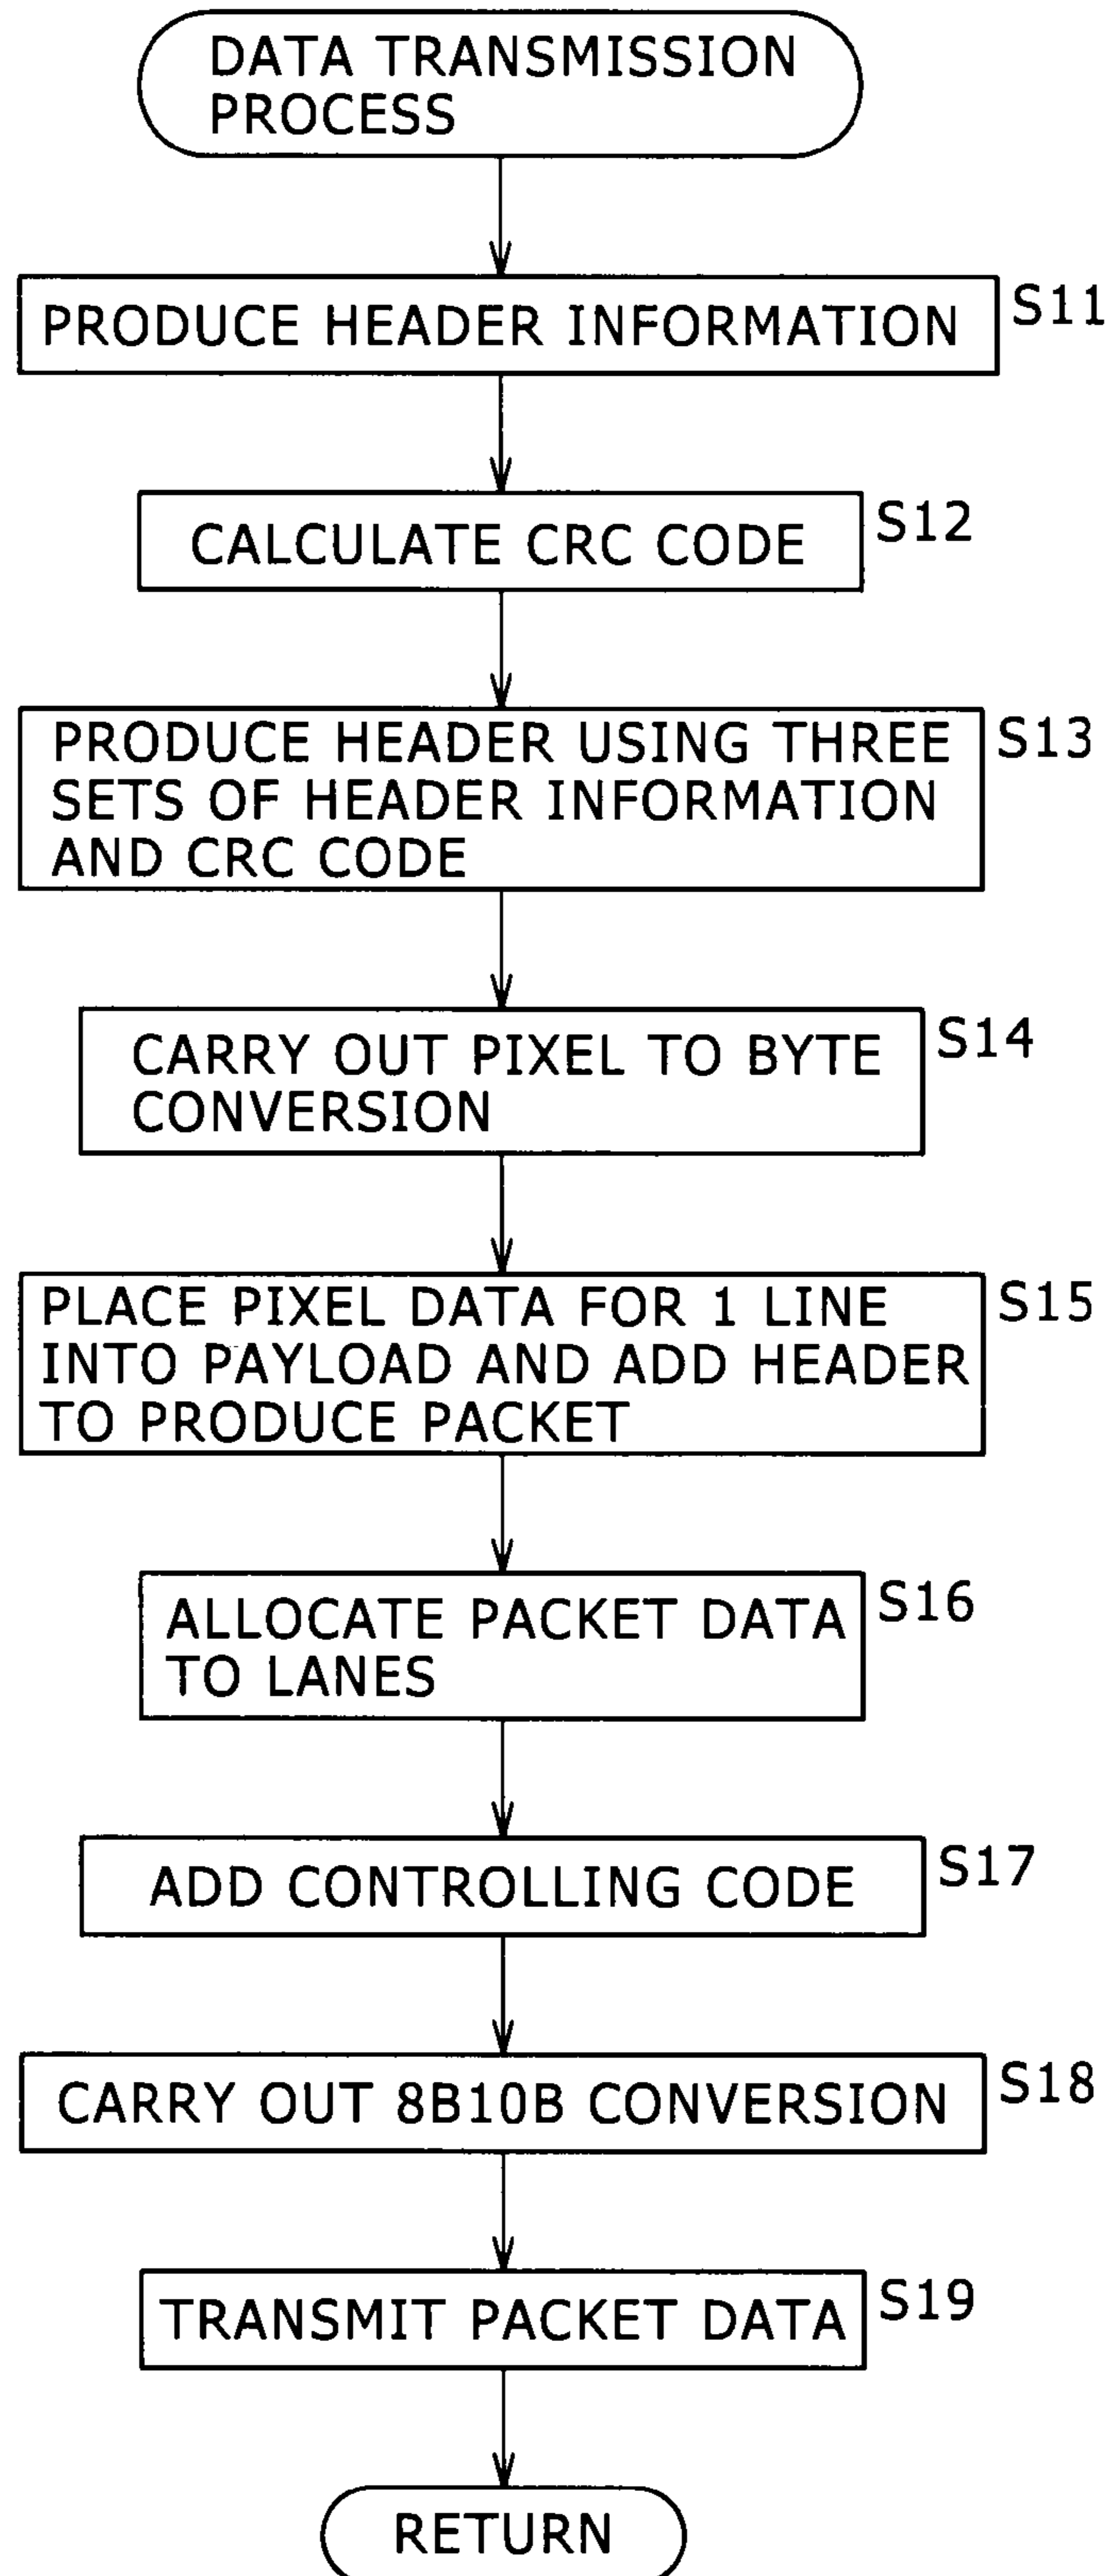 DATA TRANSMISSION
PROCESS
PRODUCE HEADER INFORMATION
S11
CALCULATE CRC CODE
S12
PRODUCE HEADER USING THREE
SETS OF HEADER INFORMATION
AND CRC CODE
S13
CARRY OUT PIXEL TO BYTE
CONVERSION
S14
PLACE PIXEL DATA FOR 1 LINE
INTO PAYLOAD AND ADD HEADER
TO PRODUCE PACKET
S15
ALLOCATE PACKET DATA
TO LANES
S16
ADD CONTROLLING CODE
S17
CARRY OUT 8B10B CONVERSION
S18
TRANSMIT PACKET DATA
S19
RETURN